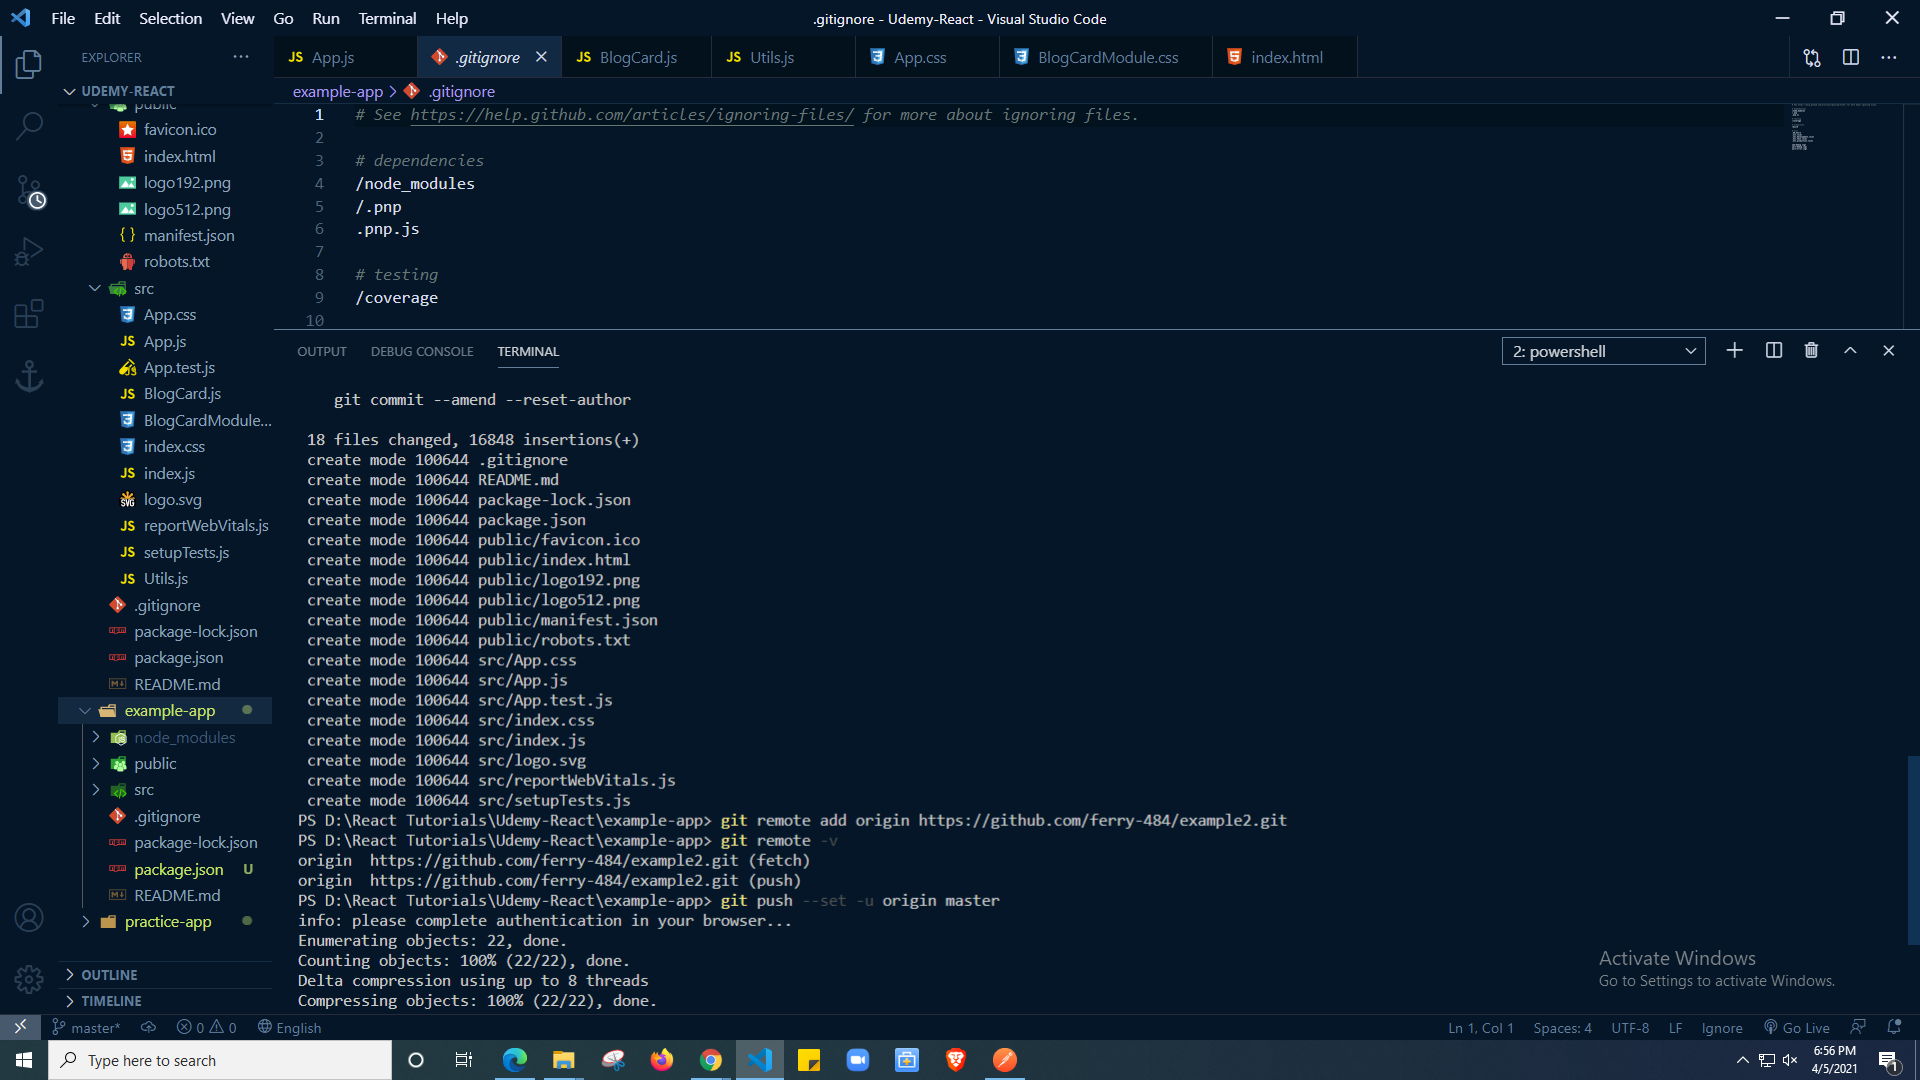 File Edit Selection View Go Run Terminal Help
.gitignore - Udemy-React - Visual Studio Code
EXPLORER
App.js
.gitignore
BlogCard.js
Utils.js
App.css
BlogCardModule.css
index.html
UDEMY-REACT
public
favicon.ico
index.html
logo192.png
logo512.png
manifest.json
robots.txt
src
App.css
App.js
App.test.js
BlogCard.js
BlogCardModule...
index.css
index.js
logo.svg
reportWebVitals.js
setupTests.js
Utils.js
.gitignore
package-lock.json
package.json
README.md
example-app
node_modules
public
src
.gitignore
package-lock.json
package.json U
README.md
practice-app
OUTLINE
TIMELINE
example-app > .gitignore
1 # See https://help.github.com/articles/ignoring-files/ for more about ignoring files.
2
3 # dependencies
4 /node_modules
5 /.pnp
6 .pnp.js
7
8 # testing
9 /coverage
10
OUTPUT DEBUG CONSOLE TERMINAL
2: powershell
git commit --amend --reset-author
18 files changed, 16848 insertions(+)
create mode 100644 .gitignore
create mode 100644 README.md
create mode 100644 package-lock.json
create mode 100644 package.json
create mode 100644 public/favicon.ico
create mode 100644 public/index.html
create mode 100644 public/logo192.png
create mode 100644 public/logo512.png
create mode 100644 public/manifest.json
create mode 100644 public/robots.txt
create mode 100644 src/App.css
create mode 100644 src/App.js
create mode 100644 src/App.test.js
create mode 100644 src/index.css
create mode 100644 src/index.js
create mode 100644 src/logo.svg
create mode 100644 src/reportWebVitals.js
create mode 100644 src/setupTests.js
PS D:\React Tutorials\Udemy-React\example-app> git remote add origin https://github.com/ferry-484/example2.git
PS D:\React Tutorials\Udemy-React\example-app> git remote -v
origin  https://github.com/ferry-484/example2.git (fetch)
origin  https://github.com/ferry-484/example2.git (push)
PS D:\React Tutorials\Udemy-React\example-app> git push --set -u origin master
info: please complete authentication in your browser...
Enumerating objects: 22, done.
Counting objects: 100% (22/22), done.
Delta compression using up to 8 threads
Compressing objects: 100% (22/22), done.
Activate Windows
Go to Settings to activate Windows.
master* 0 0 English
Ln 1, Col 1 Spaces: 4 UTF-8 LF Ignore Go Live
Type here to search
6:56 PM
4/5/2021
1